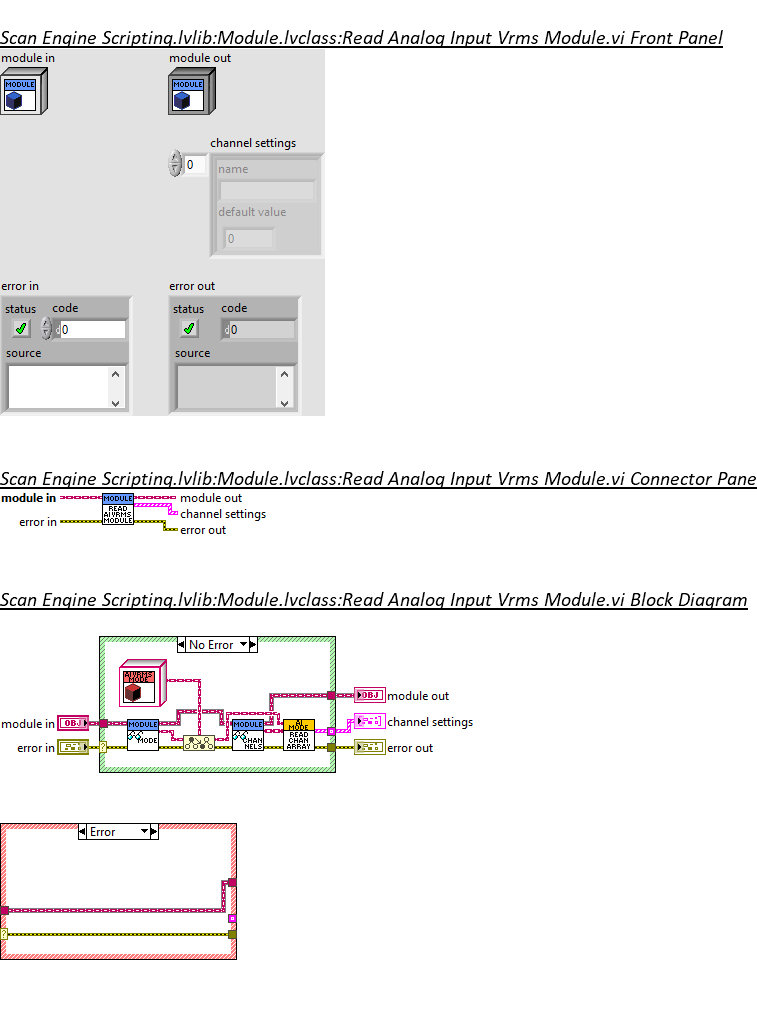 Scan Engine Scripting.lvlib:Module.lvclass:Read Analog Input Vrms Module.vi Front Panel
module in
module out
MODULE
MODULE
channel settings
0
name
default value
0
error in
error out
status
code
status
code
d 0
d 0
source
source
Scan Engine Scripting.lvlib:Module.lvclass:Read Analog Input Vrms Module.vi Connector Pane
module in
MODULE
READ
AIVRMS
MODULE
module out
channel settings
error in
error out
Scan Engine Scripting.lvlib:Module.lvclass:Read Analog Input Vrms Module.vi Block Diagram
No Error
AIVRMS
MODE
OBJ
module out
module in
OBJ
MODULE
MODE
MODULE
CHAN
NELS
AI
MODE
READ
CHAN
ARRAY
channel settings
error in
?
error out
Error
?